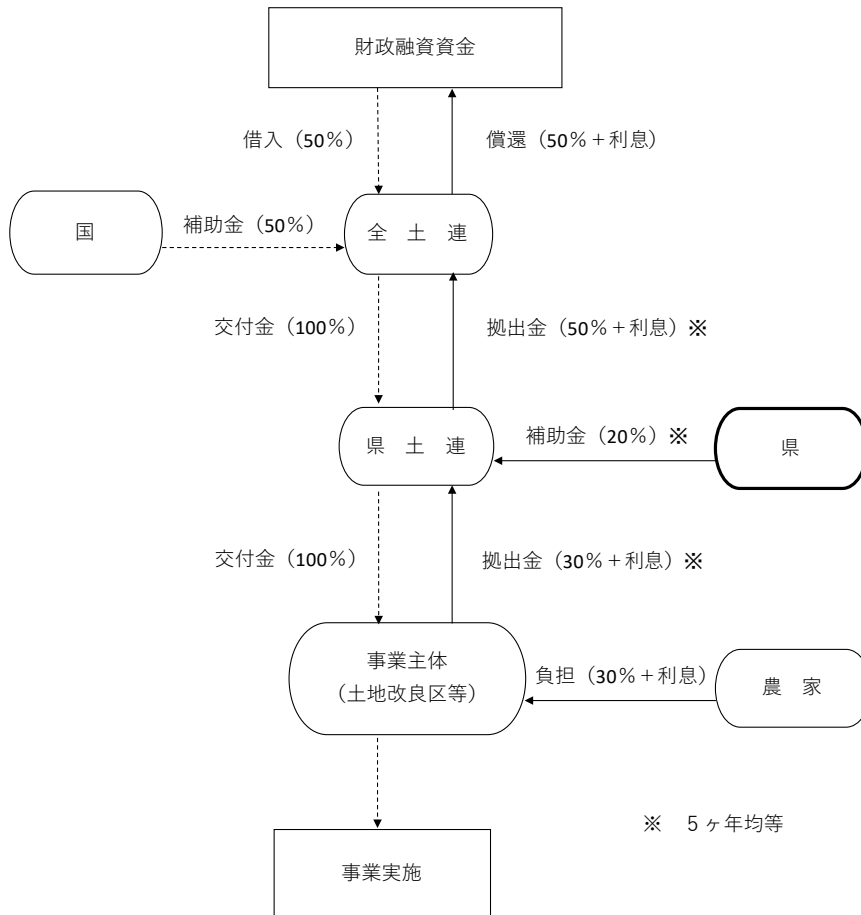 財政融資資金
借入（50％）
償還（50％＋利息）
国
補助金（50％）
全　土　連
交付金（100％）
拠出金（50％＋利息）※
県　土　連
補助金（20％）※
県
交付金（100％）
拠出金（30％＋利息）※
事業主体
（土地改良区等）
負担（30％＋利息）
農　家
※　５ヶ年均等
事業実施